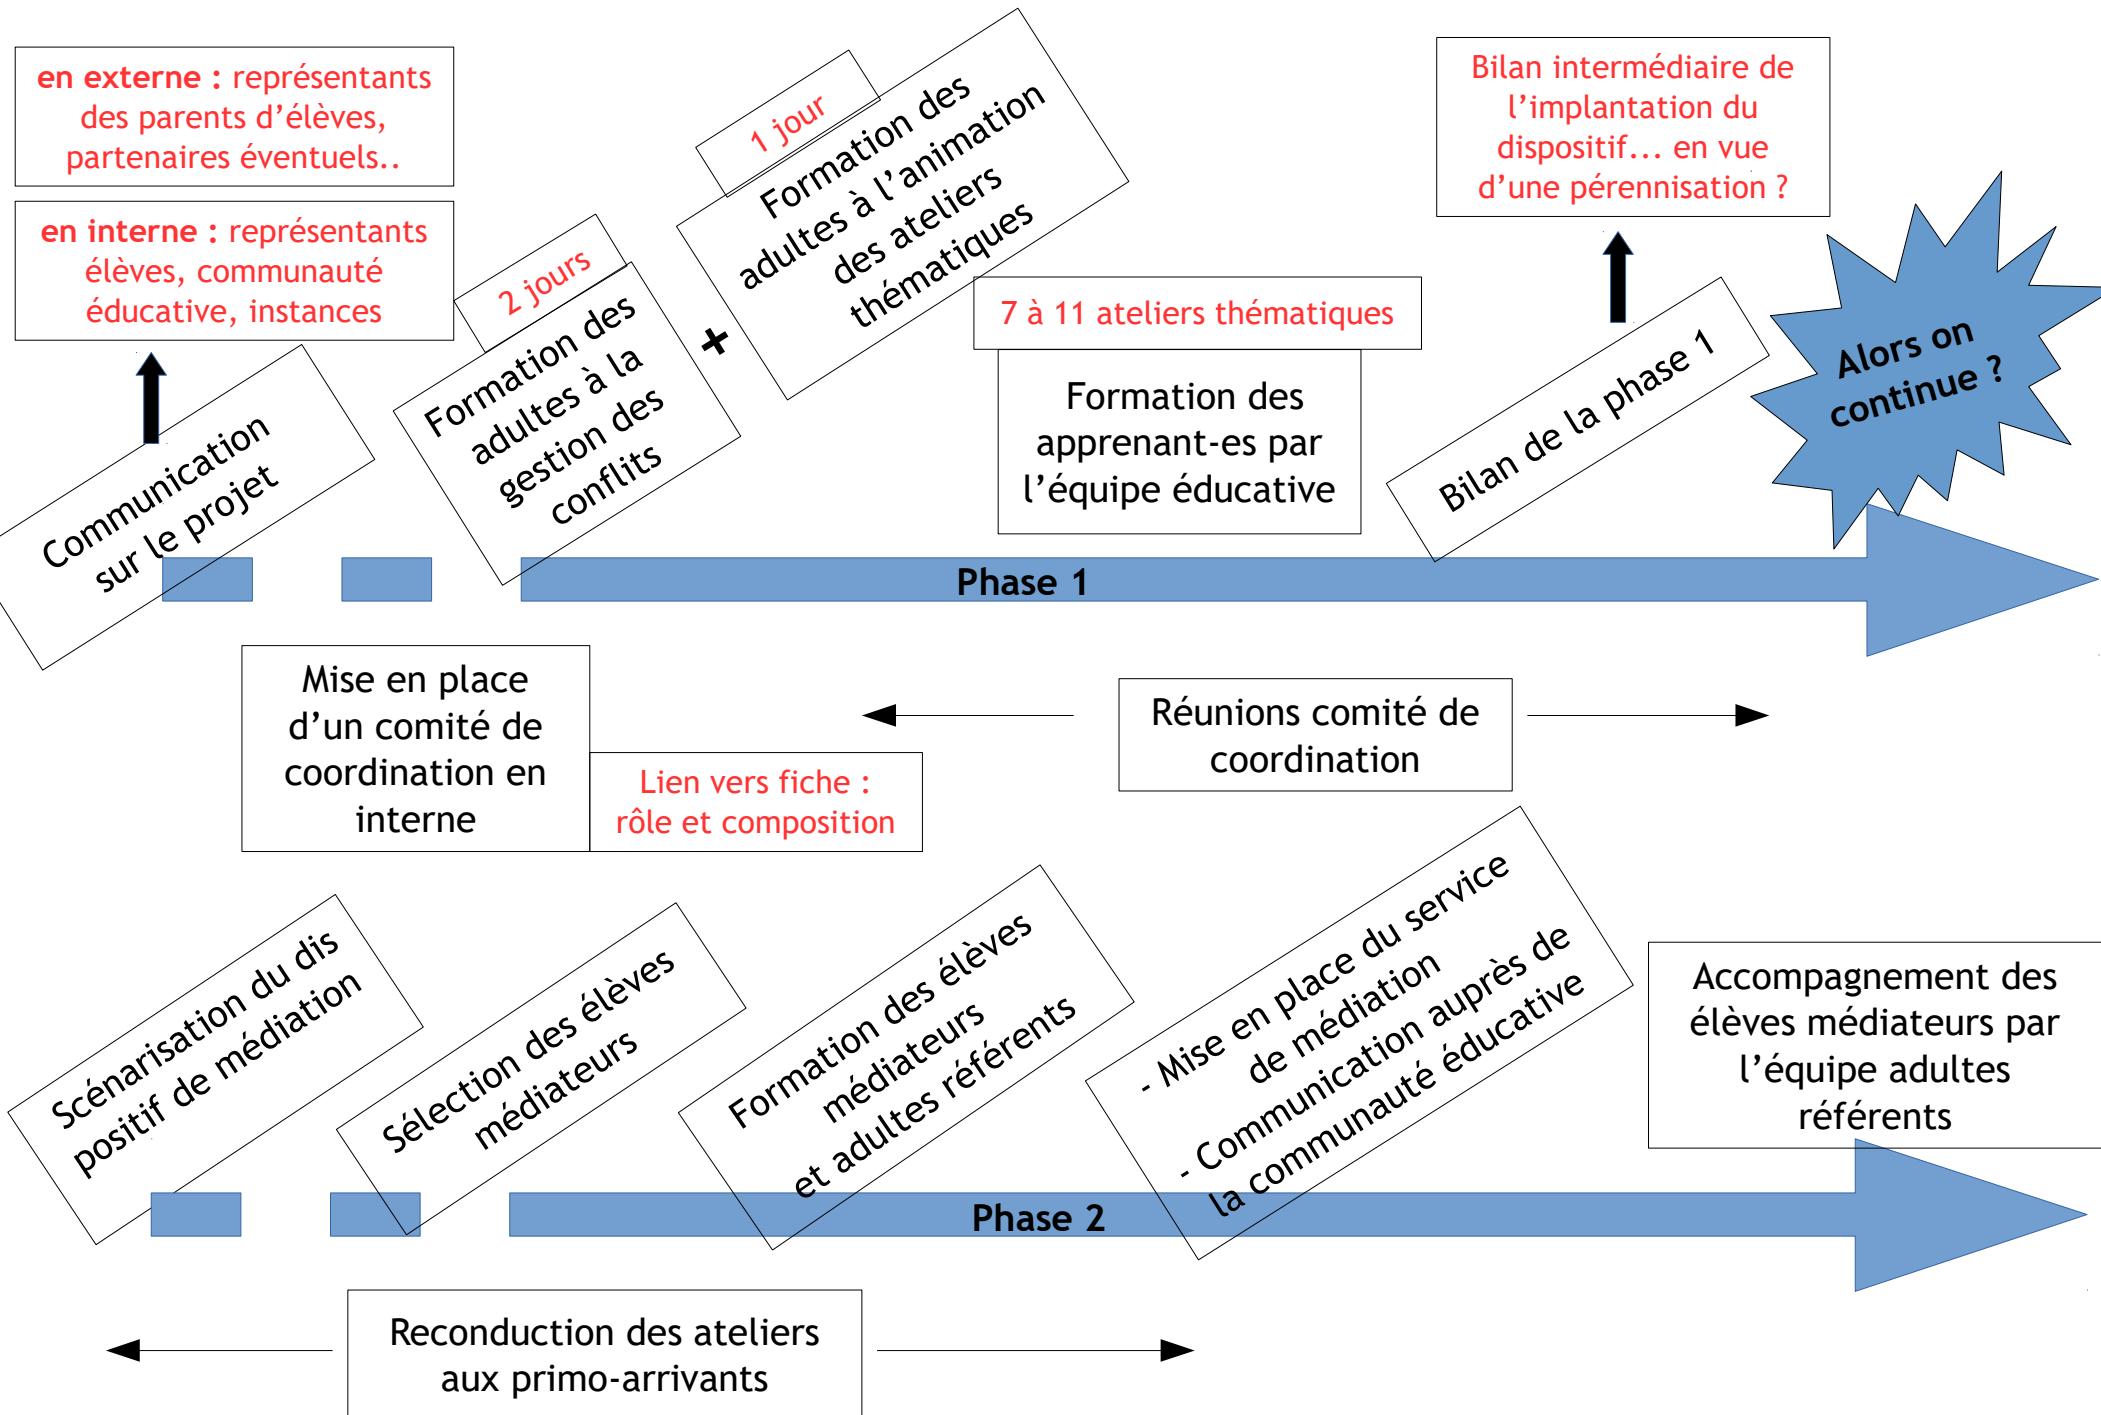 en externe : représentants
des parents d’élèves,
partenaires éventuels..
en interne : représentants
élèves, communauté
éducative, instances
Communication
sur le projet
2 jours
Formation des
adultes à la
gestion des
conflits
+
1 jour
Formation des
adultes à l’animation
des ateliers
thématiques
7 à 11 ateliers thématiques
Formation des
apprenant-es par
l’équipe éducative
Bilan intermédiaire de
l’implantation du
dispositif... en vue
d’une pérennisation ?
Bilan de la phase 1
Alors on
continue ?
Phase 1
Mise en place
d’un comité de
coordination en
interne
Lien vers fiche :
rôle et composition
Réunions comité de
coordination
Scénarisation du dis
positif de médiation
Sélection des élèves
médiateurs
Formation des élèves
médiateurs
et adultes référents
- Mise en place du service
de médiation
- Communication auprès de
la communauté éducative
Accompagnement des
élèves médiateurs par
l’équipe adultes
référents
Phase 2
Reconduction des ateliers
aux primo-arrivants